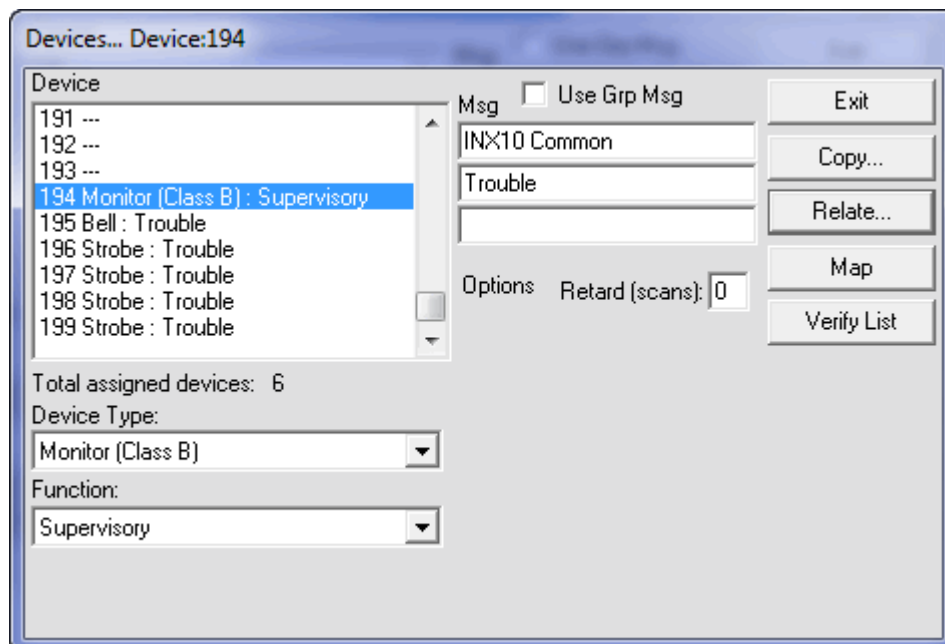 Devices... Device:194
Device
191 ---
192 ---
193 ---
194 Monitor (Class B) : Supervisory
195 Bell : Trouble
196 Strobe : Trouble
197 Strobe : Trouble
198 Strobe : Trouble
199 Strobe : Trouble
Total assigned devices: 6
Device Type:
Monitor (Class B)
Function:
Supervisory
Msg Use Grp Msg
INX10 Common
Trouble
Options Retard (scans): 0
Exit
Copy...
Relate...
Map
Verify List